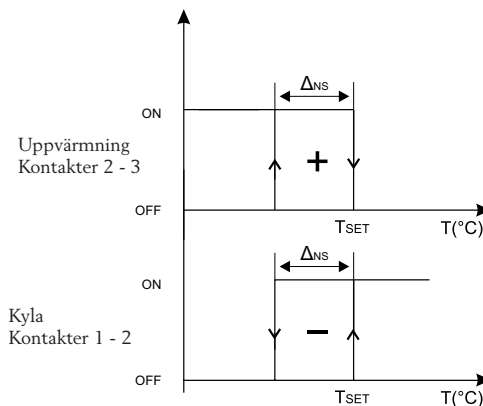 ΔNS
ON
Uppvärmning
Kontakter 2 - 3
+
OFF
TSET
T(°C)
ΔNS
ON
Kyla
Kontakter 1 - 2
−
OFF
TSET
T(°C)